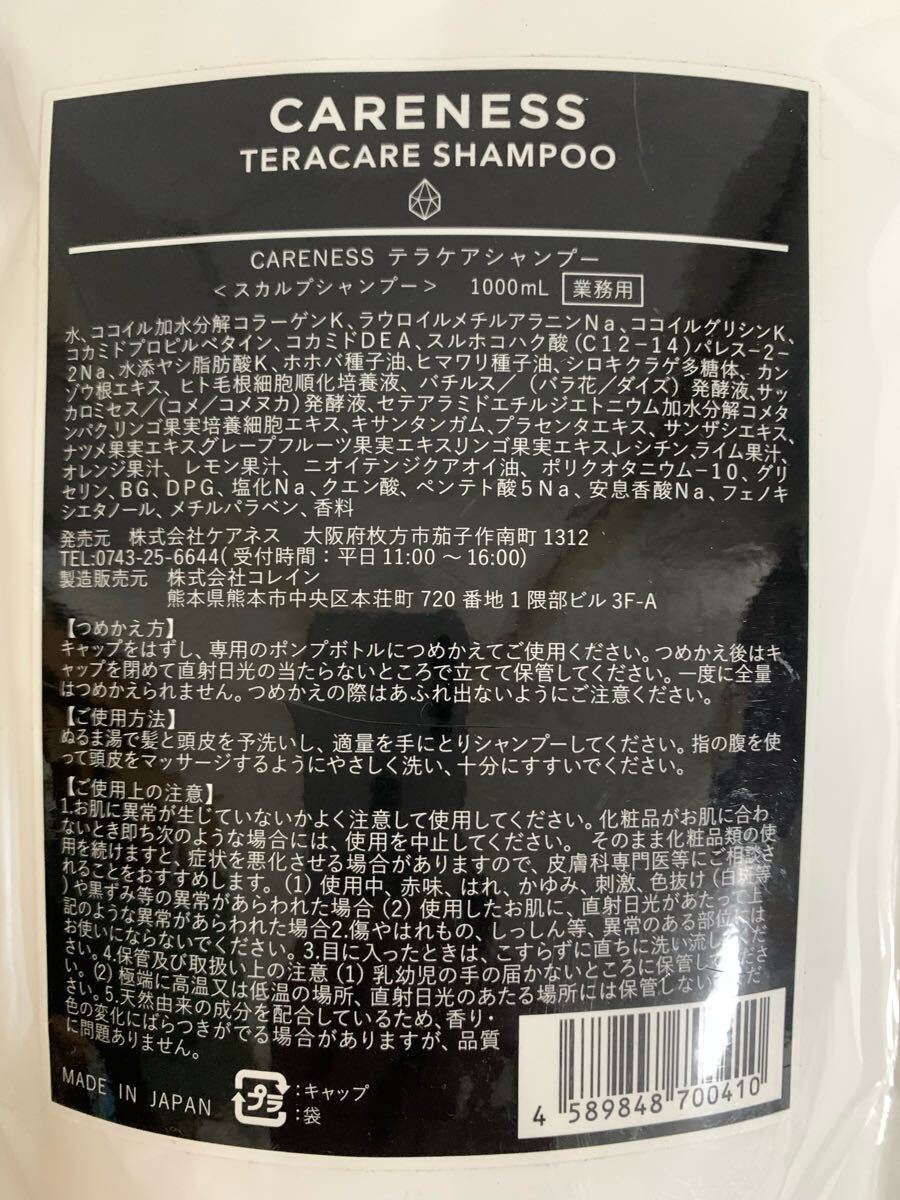 CARENESS
TERACARE SHAMPOO
CARENESS テラケアシャンプー
<スカルプシャンプー> 1000mL 業務用
水、ココイル加水分解コラーゲンK、ラウロイルメチルアラニンNa、ココイルグリシンK、
コカミドプロピルベタイン、コカミドDEA、スルホコハク酸(C12-14)パレス-2-
2Na、水添ヤシ脂肪酸K、ホホバ種子油、ヒマワリ種子油、シロキクラゲ多糖体、カン
ゾウ根エキス、ヒト毛根細胞順化培養液、バチルス/(バラ花/ダイズ)発酵液、サッ
カロミセス/(コメ/コメヌカ)発酵液、セテアラミドエチルジエトニウム加水分解コメタ
ンパク、リンゴ果実培養細胞エキス、キサンタンガム、プラセンタエキス、サンザシエキス、
ナツメ果実エキスグレープフルーツ果実エキスリンゴ果実エキス、レシチン、ライム果汁、
オレンジ果汁、レモン果汁、ニオイテンジクアオイ油、ポリクオタニウム-10、グリ
セリン、BG、DPG、塩化Na、クエン酸、ペンテト酸5Na、安息香酸Na、フェノキ
シエタノール、メチルパラベン、香料
発売元 株式会社ケアネス 大阪府枚方市茄子作南町1312
TEL:0743-25-6644(受付時間:平日11:00～16:00)
製造販売元 株式会社コレイン
熊本県熊本市中央区本荘町720番地1隈部ビル3F-A
【つめかえ方】
キャップをはずし、専用のポンプボトルにつめかえてご使用ください。つめかえ後はキ
ャップを閉めて直射日光の当たらないところで立てて保管してください。一度に全量
はつめかえられません。つめかえの際はあふれ出ないようにご注意ください。
【ご使用方法】
ぬるま湯で髪と頭皮を予洗いし、適量を手にとりシャンプーしてください。指の腹を使
って頭皮をマッサージするようにやさしく洗い、十分にすすいでください。
【ご使用上の注意】
1.お肌に異常が生じていないかよく注意して使用してください。化粧品がお肌に合わ
ないとき即ち次のような場合には、使用を中止してください。そのまま化粧品類の使
用を続けますと、症状を悪化させる場合がありますので、皮膚科専門医等にご相談さ
れることをおすすめします。(1)使用中、赤味、はれ、かゆみ、刺激、色抜け(白斑等
)や黒ずみ等の異常があらわれた場合(2)使用したお肌に、直射日光があたって上
記のような異常があらわれた場合2.傷やはれもの、しっしん等、異常のある部位には
お使いにならないでください。3.目に入ったときは、こすらずに直ちに洗い流してくだ
さい。4.保管及び取扱い上の注意(1)乳幼児の手の届かないところに保管してくださ
い。(2)極端に高温又は低温の場所、直射日光のあたる場所には保管しないでくだ
さい。5.天然由来の成分を配合しているため、香り・
色の変化にばらつきがでる場合がありますが、品質
に問題ありません。
MADE IN JAPAN
プラ
:キャップ
:袋
4 589848 700410